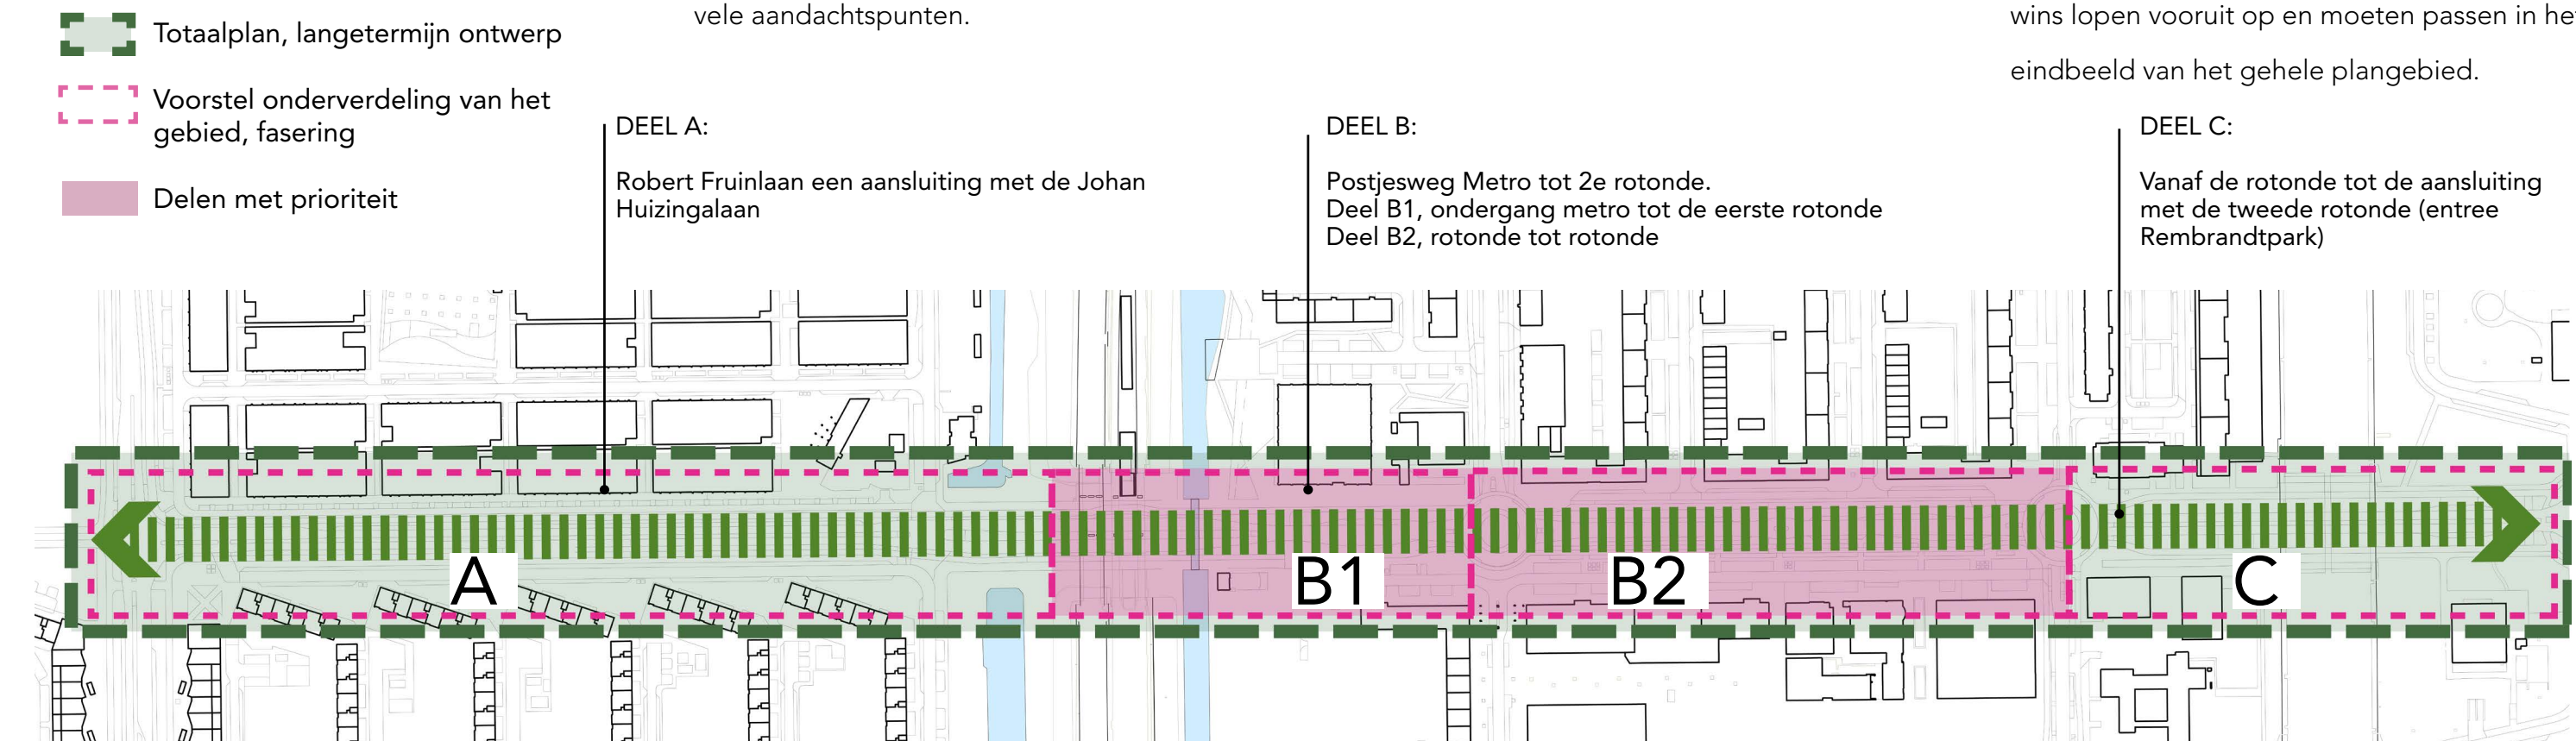 vele aandachtspunten.
wins lopen vooruit op en moeten passen in het
eindbeeld van het gehele plangebied.
Totaalplan, langetermijn ontwerp
Voorstel onderverdeling van het
gebied, fasering
Delen met prioriteit
DEEL A:
Robert Fruinlaan een aansluiting met de Johan
Huizingalaan
DEEL B:
Postjesweg Metro tot 2e rotonde.
Deel B1, ondergang metro tot de eerste rotonde
Deel B2, rotonde tot rotonde
DEEL C:
Vanaf de rotonde tot de aansluiting
met de tweede rotonde (entree
Rembrandtpark)
A
B1
B2
C